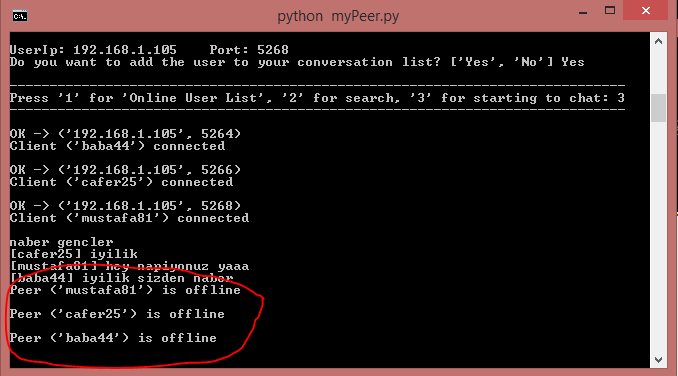 python myPeer.py
UserIp: 192.168.1.105 Port: 5268
Do you want to add the user to your conversation list? ['Yes', 'No'] Yes
Press '1' for 'Online User List', '2' for search, '3' for starting to chat: 3
OK -> ('192.168.1.105', 5264)
Client ('baba44') connected
OK -> ('192.168.1.105', 5266)
Client ('cafer25') connected
OK -> ('192.168.1.105', 5268)
Client ('mustafa81') connected
naber gencler
[cafer25] iyilik
[mustafa81] hey napiyonuz yaaa
[baba44] iyilik sizden naber
Peer ('mustafa81') is offline
Peer ('cafer25') is offline
Peer ('baba44') is offline